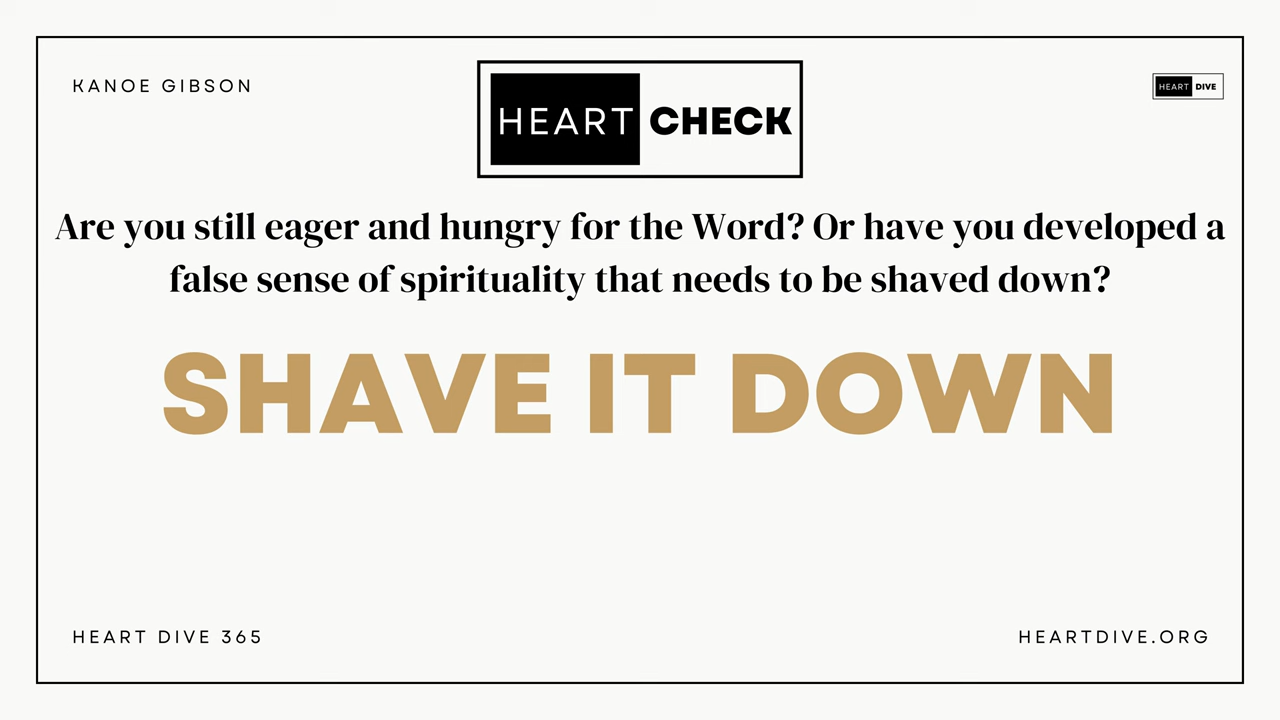 KANOE GIBSON
HEART CHECK
HEART DIVE
Are you still eager and hungry for the Word? Or have you developed a
false sense of spirituality that needs to be shaved down?
SHAVE IT DOWN
HEART DIVE 365
HEARTDIVE.ORG